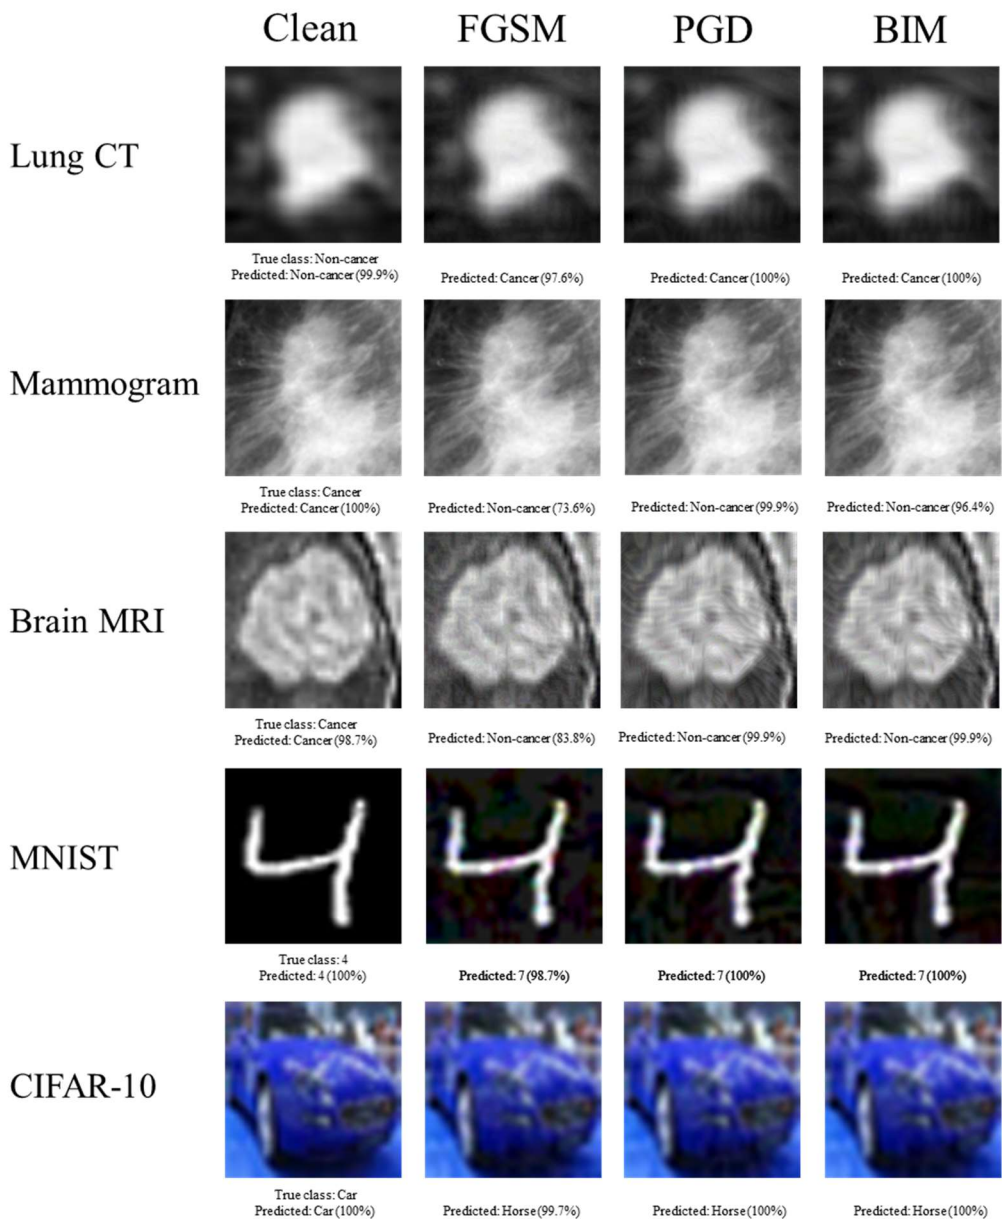 Clean FGSM PGD BIM
Lung CT
True class: Non-cancer
Predicted: Non-cancer (99.9%) Predicted: Cancer (97.6%) Predicted: Cancer (100%) Predicted: Cancer (100%)
Mammogram
True class: Cancer
Predicted: Cancer (100%) Predicted: Non-cancer (73.6%) Predicted: Non-cancer (99.9%) Predicted: Non-cancer (96.4%)
Brain MRI
True class: Cancer
Predicted: Cancer (98.7%) Predicted: Non-cancer (83.8%) Predicted: Non-cancer (99.9%) Predicted: Non-cancer (99.9%)
MNIST
4 4 4 4
True class: 4
Predicted: 4 (100%) Predicted: 7 (98.7%) Predicted: 7 (100%) Predicted: 7 (100%)
CIFAR-10
True class: Car
Predicted: Car (100%) Predicted: Horse (99.7%) Predicted: Horse (100%) Predicted: Horse (100%)